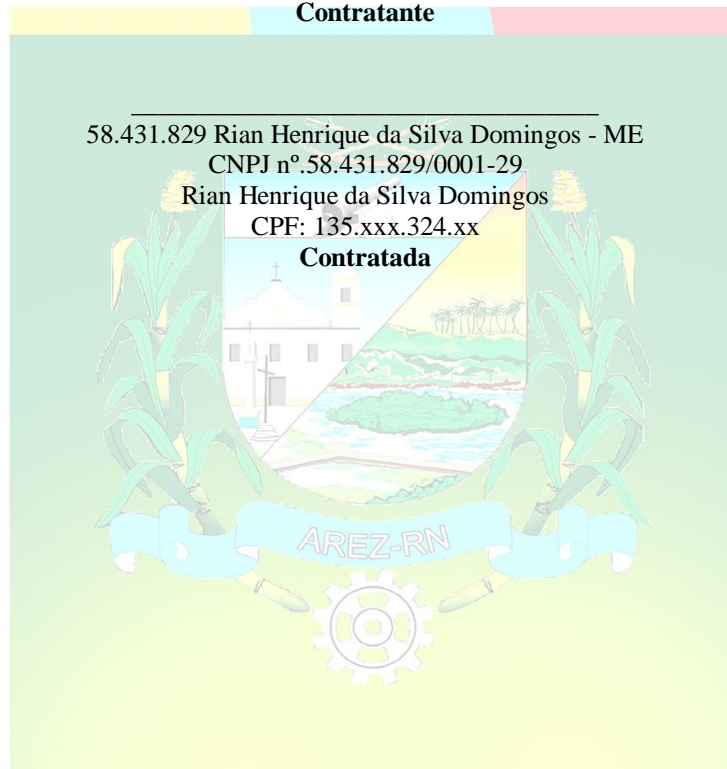 Contratante
___________________________________
58.431.829 Rian Henrique da Silva Domingos - ME
CNPJ nº.58.431.829/0001-29
Rian Henrique da Silva Domingos
CPF: 135.xxx.324.xx
Contratada
AREZ-RN